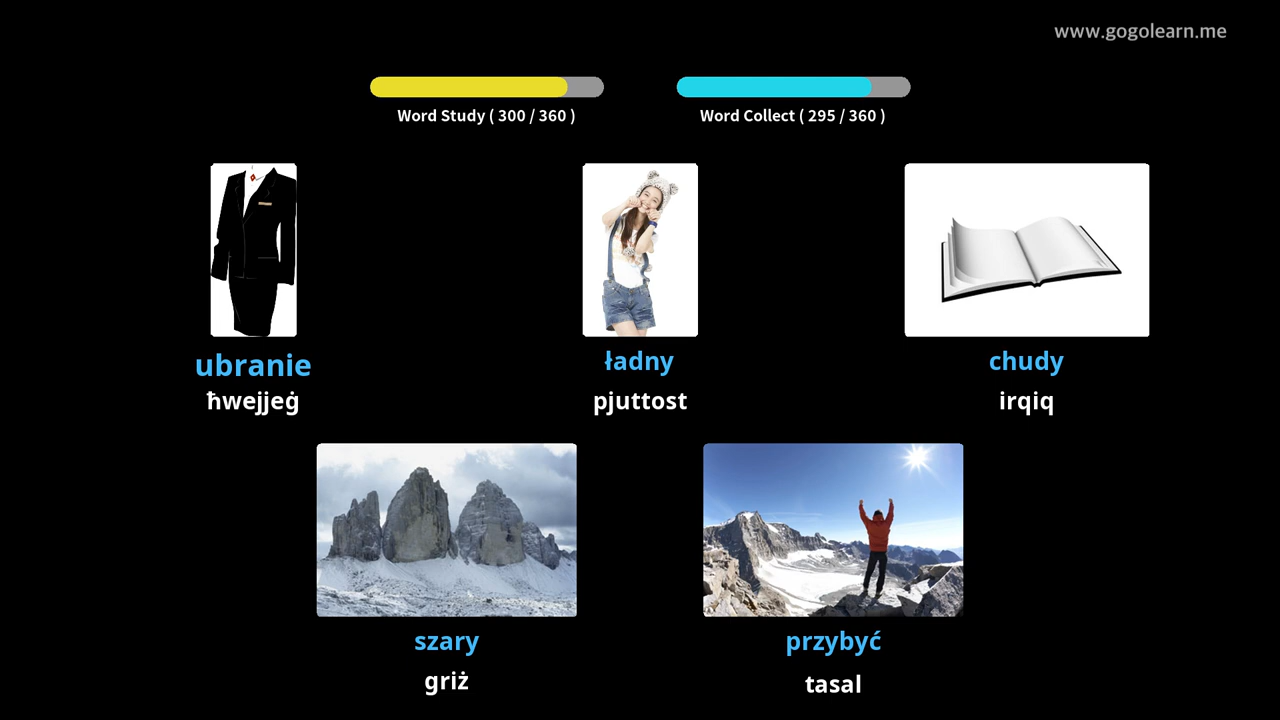 www.gogolearn.me
Word Study ( 300 / 360 )
Word Collect ( 295 / 360 )
ubranie
ħwejjeġ
ładny
pjuttost
chudy
irqiq
szary
griż
przybyć
tasal